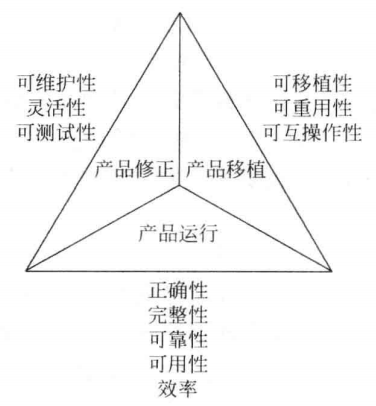 可维护性
灵活性
可测试性
可移植性
可重用性
可互操作性
产品修正
产品移植
产品运行
正确性
完整性
可靠性
可用性
效率